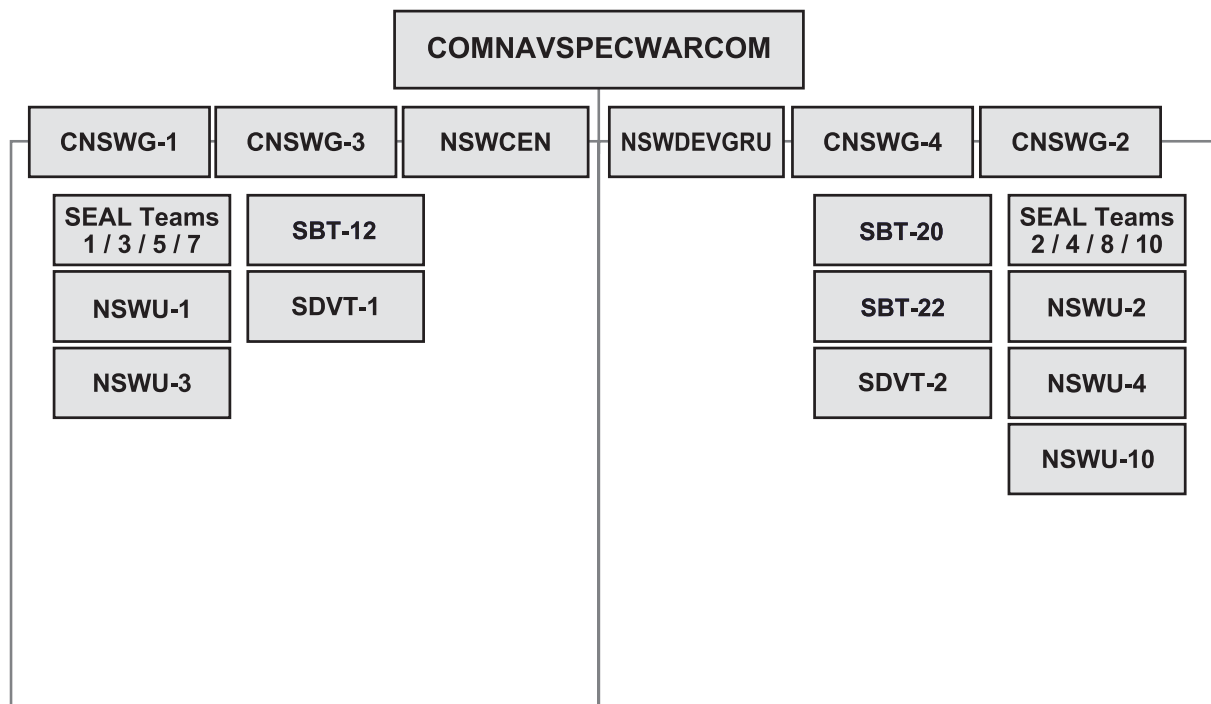 COMNAVSPECWARCOM
CNSWG-1
CNSWG-3
NSWCEN
NSWDEVGRU
CNSWG-4
CNSWG-2
SEAL Teams
1 / 3 / 5 / 7
NSWU-1
NSWU-3
SBT-12
SDVT-1
SBT-20
SBT-22
SDVT-2
SEAL Teams
2 / 4 / 8 / 10
NSWU-2
NSWU-4
NSWU-10